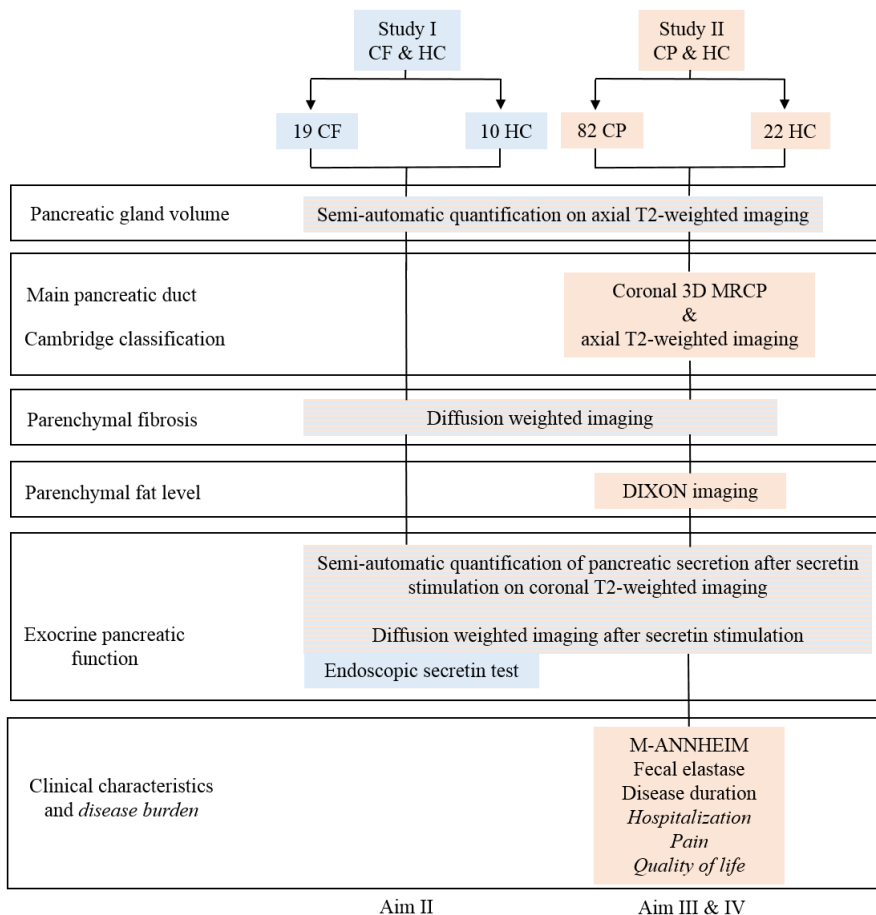 Study I
CF & HC
Study II
CP & HC
19 CF
10 HC
82 CP
22 HC
Pancreatic gland volume
Semi-automatic quantification on axial T2-weighted imaging
Main pancreatic duct
Cambridge classification
Coronal 3D MRCP
&
axial T2-weighted imaging
Parenchymal fibrosis
Diffusion weighted imaging
Parenchymal fat level
DIXON imaging
Exocrine pancreatic
function
Semi-automatic quantification of pancreatic secretion after secretin
stimulation on coronal T2-weighted imaging
Diffusion weighted imaging after secretin stimulation
Endoscopic secretin test
Clinical characteristics
and disease burden
M-ANNHEIM
Fecal elastase
Disease duration
Hospitalization
Pain
Quality of life
Aim II
Aim III & IV